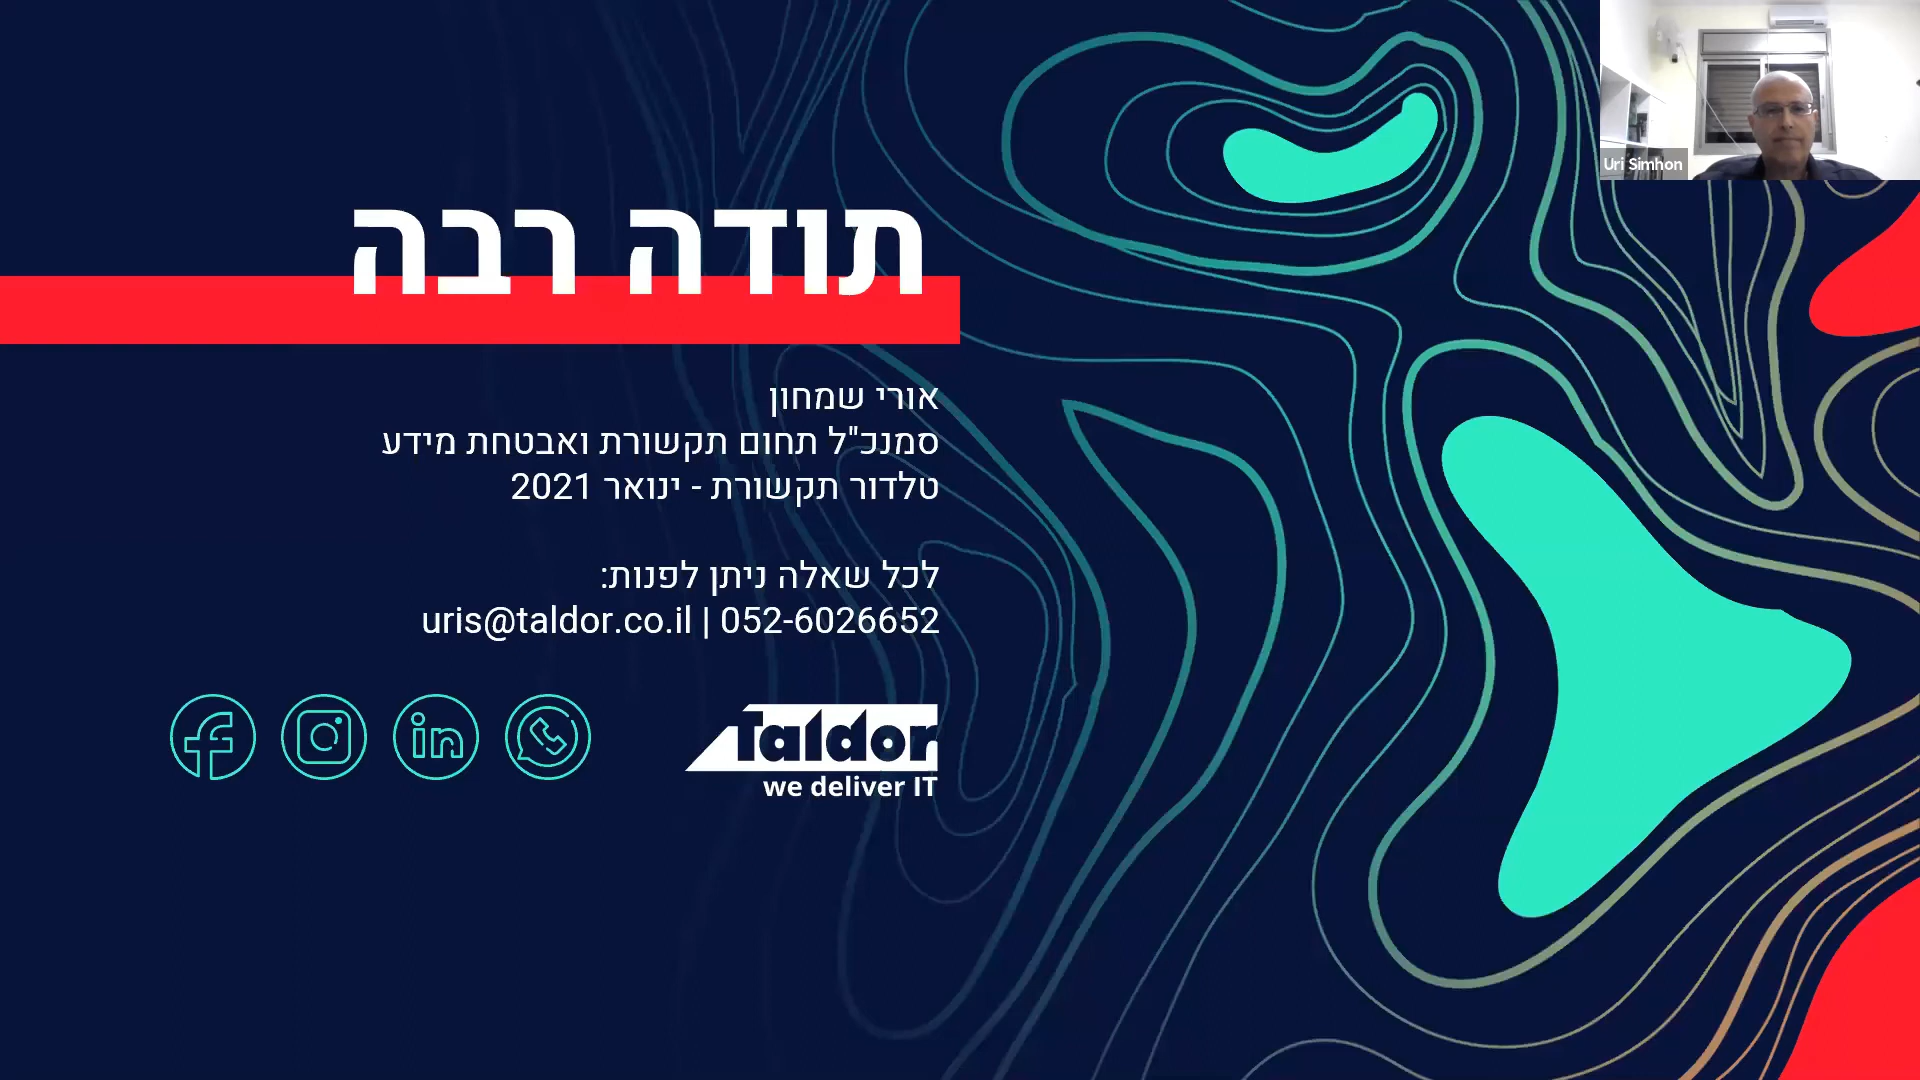 Uri Simhon
תודה רבה
אורי שמחון
סמנכ"ל תחום תקשורת ואבטחת מידע
טלדור תקשורת - ינואר 2021
לכל שאלה ניתן לפנות:
uris@taldor.co.il | 052-6026652
Taldor
we deliver IT